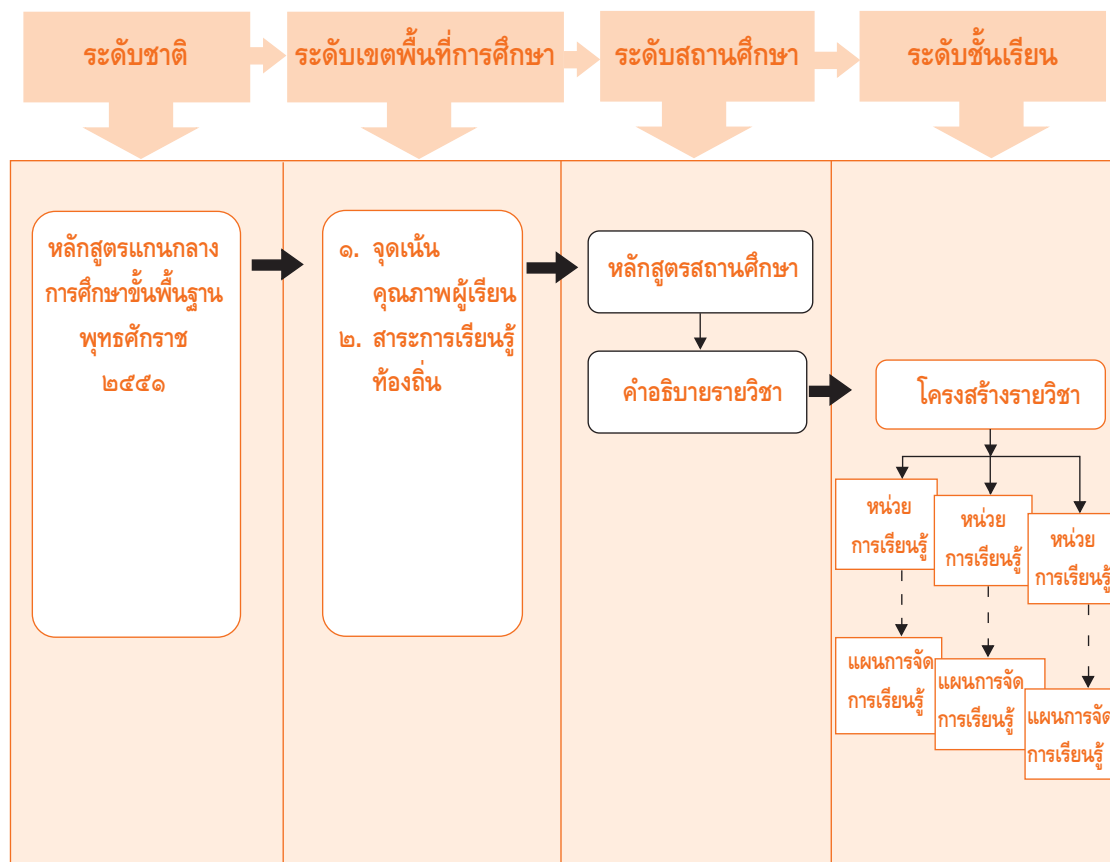 ระดับชาติ
ระดับเขตพื้นที่การศึกษา
ระดับสถานศึกษา
ระดับชั้นเรียน
หลักสูตรแกนกลาง
การศึกษาขั้นพื้นฐาน
พุทธศักราช
๒๕๕๑
๑. จุดเน้น
คุณภาพผู้เรียน
๒. สาระการเรียนรู้
ท้องถิ่น
หลักสูตรสถานศึกษา
คำอธิบายรายวิชา
โครงสร้างรายวิชา
หน่วย
การเรียนรู้
หน่วย
การเรียนรู้
หน่วย
การเรียนรู้
แผนการจัด
การเรียนรู้
แผนการจัด
การเรียนรู้
แผนการจัด
การเรียนรู้